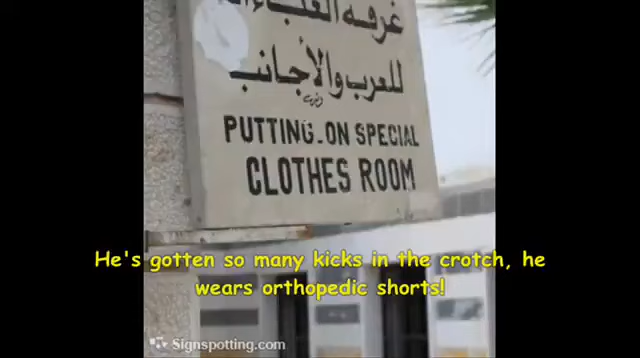 غرفه
للعرب والأجانب
PUTTING-ON SPECIAL
CLOTHES ROOM
He's gotten so many kicks in the crotch, he
wears orthopedic shorts!
Signspotting.com